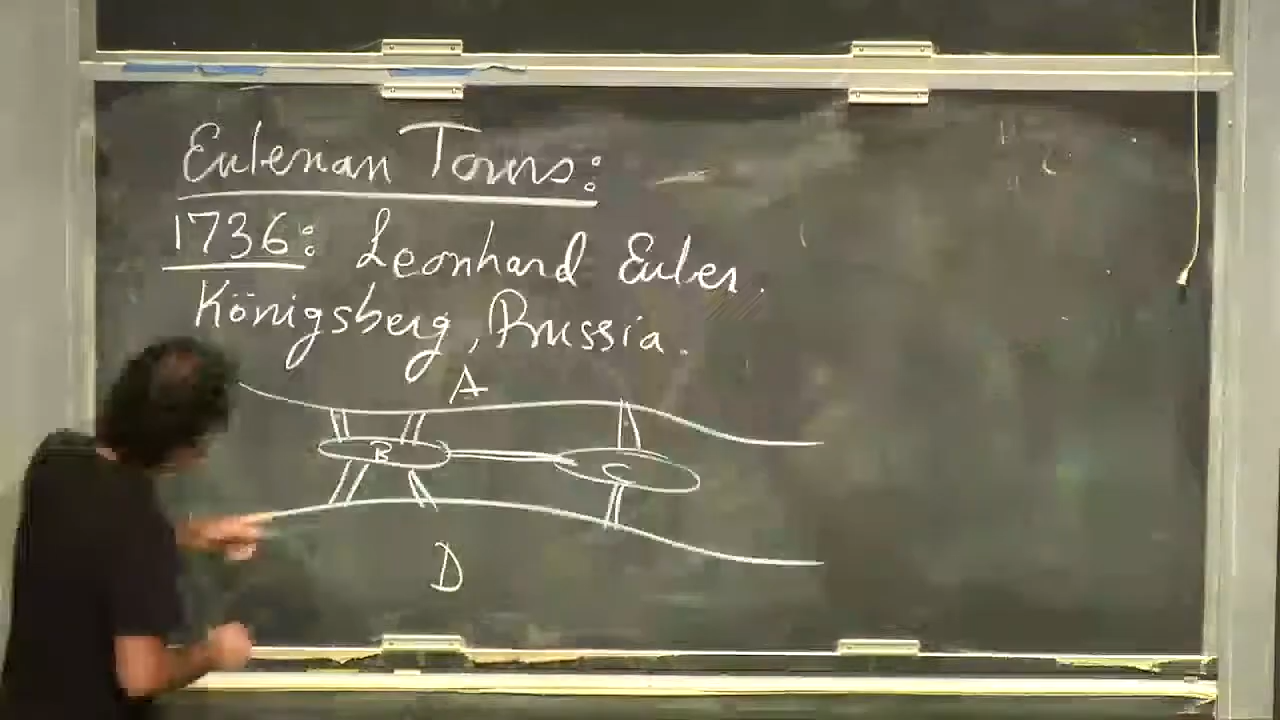 Eulerian Tours:
1736: Leonhard Euler.
Königsberg, Prussia.
A
B
C
D